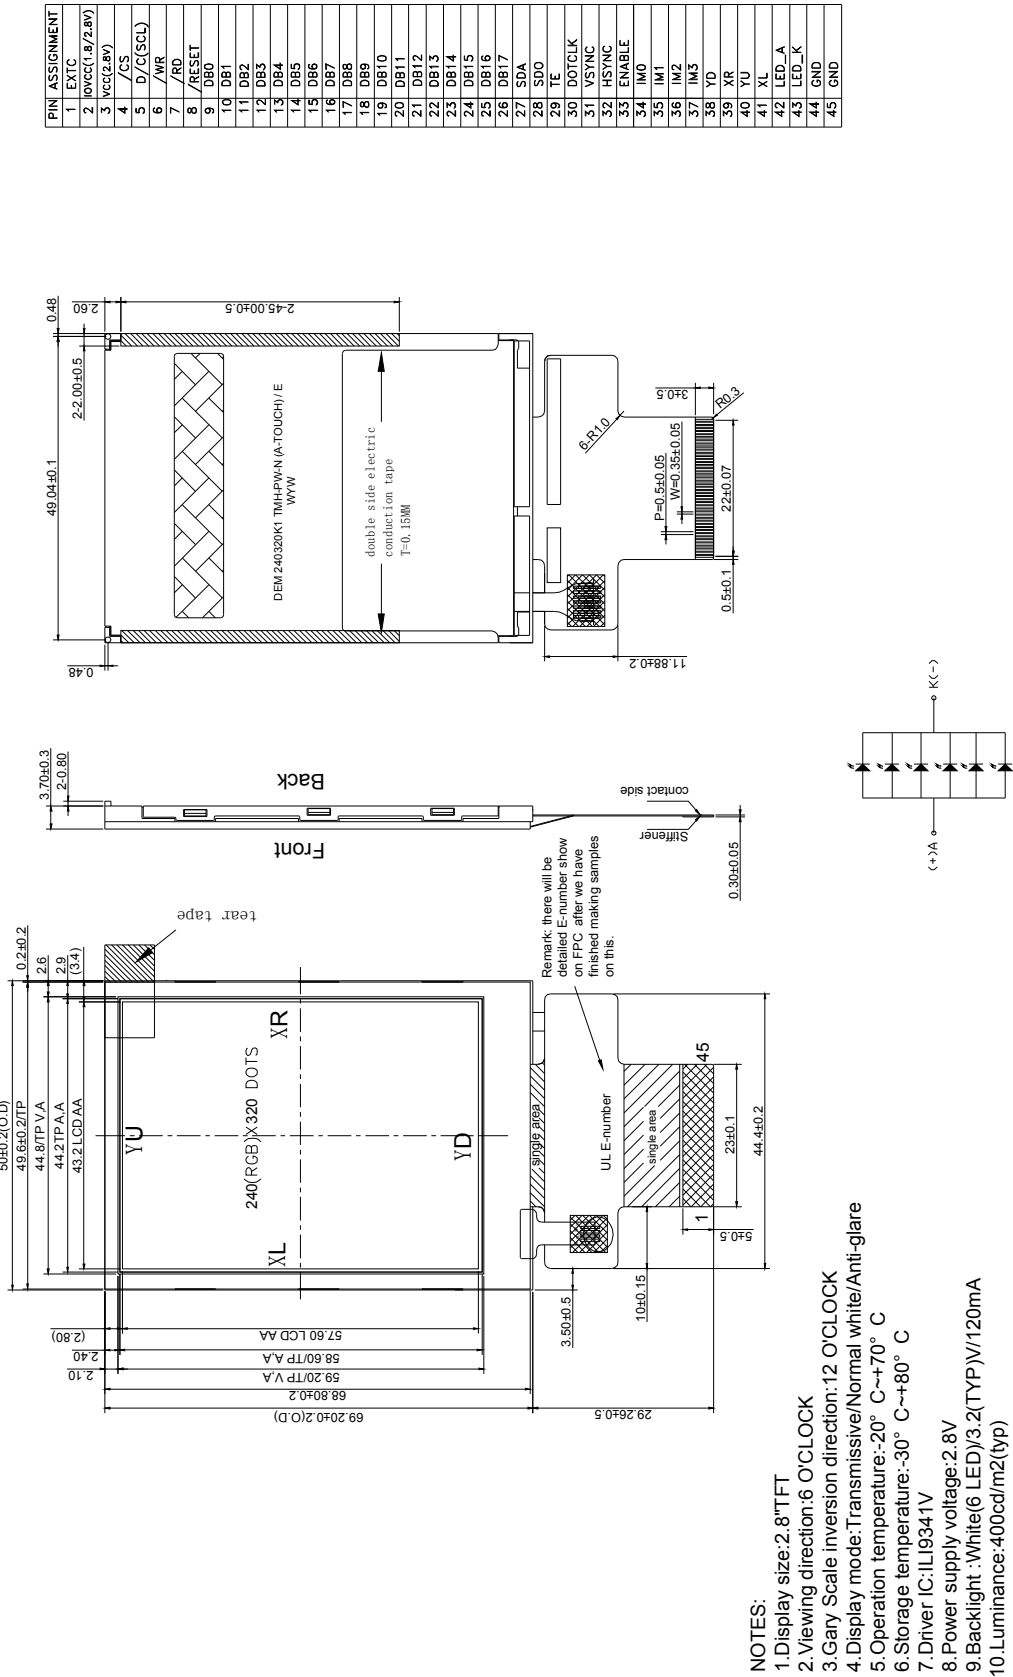 PIN ASSIGNMENT
1 EXTC
2 IOVCC(1.8/2.8V)
3 VCC(2.8V)
4 /CS
5 D/C(SCL)
6 /WR
7 /RD
8 /RESET
9 DB0
10 DB1
11 DB2
12 DB3
13 DB4
14 DB5
15 DB6
16 DB7
17 DB8
18 DB9
19 DB10
20 DB11
21 DB12
22 DB13
23 DB14
24 DB15
25 DB16
26 DB17
27 SDA
28 SDO
29 TE
30 DOTCLK
31 VSYNC
32 HSYNC
33 ENABLE
34 IM0
35 IM1
36 IM2
37 IM3
38 YD
39 XR
40 YU
41 XL
42 LED_A
43 LED_K
44 GND
45 GND
0.48
2.60
2-45.00±0.5
2-2.00±0.5
49.04±0.1
0.48
DEM 240320K1 TMH-PW-N (A-TOUCH) / E
WYW
double side electric
conduction tape
T=0.15MM
6-R1.0
3±0.5
R0.3
P=0.5±0.05
W=0.35±0.05
22±0.07
0.5±0.1
11.88±0.2
3.70±0.3
2-0.80
Back
Front
contact side
Stiffener
0.30±0.05
(+)A
K(-)
tear tape
0.2±0.2
2.6
2.9
(3.4)
50±0.2(O.D)
49.6±0.2/TP
44.8/TP V,A
44.2TP A,A
43.2 LCD AA
YU
XR
240(RGB)X320 DOTS
YD
XL
Remark: there will be
detailed E-number show
on FPC after we have
finished making samples
on this.
single area
UL E-number
single area
45
1
23±0.1
44.4±0.2
5±0.5
10±0.15
3.50±0.5
(2.80)
2.40
2.10
57.60 LCD AA
58.60/TP A,A
59.20/TP V,A
68.80±0.2
69.20±0.2(O.D)
29.26±0.5
NOTES:
1.Display size:2.8"TFT
2.Viewing direction:6 O'CLOCK
3.Gary Scale inversion direction:12 O'CLOCK
4.Display mode:Transmissive/Normal white/Anti-glare
5.Operation temperature:-20° C~+70° C
6.Storage temperature:-30° C~+80° C
7.Driver IC:ILI9341V
8.Power supply voltage:2.8V
9.Backlight :White(6 LED)/3.2(TYP)V/120mA
10.Luminance:400cd/m2(typ)